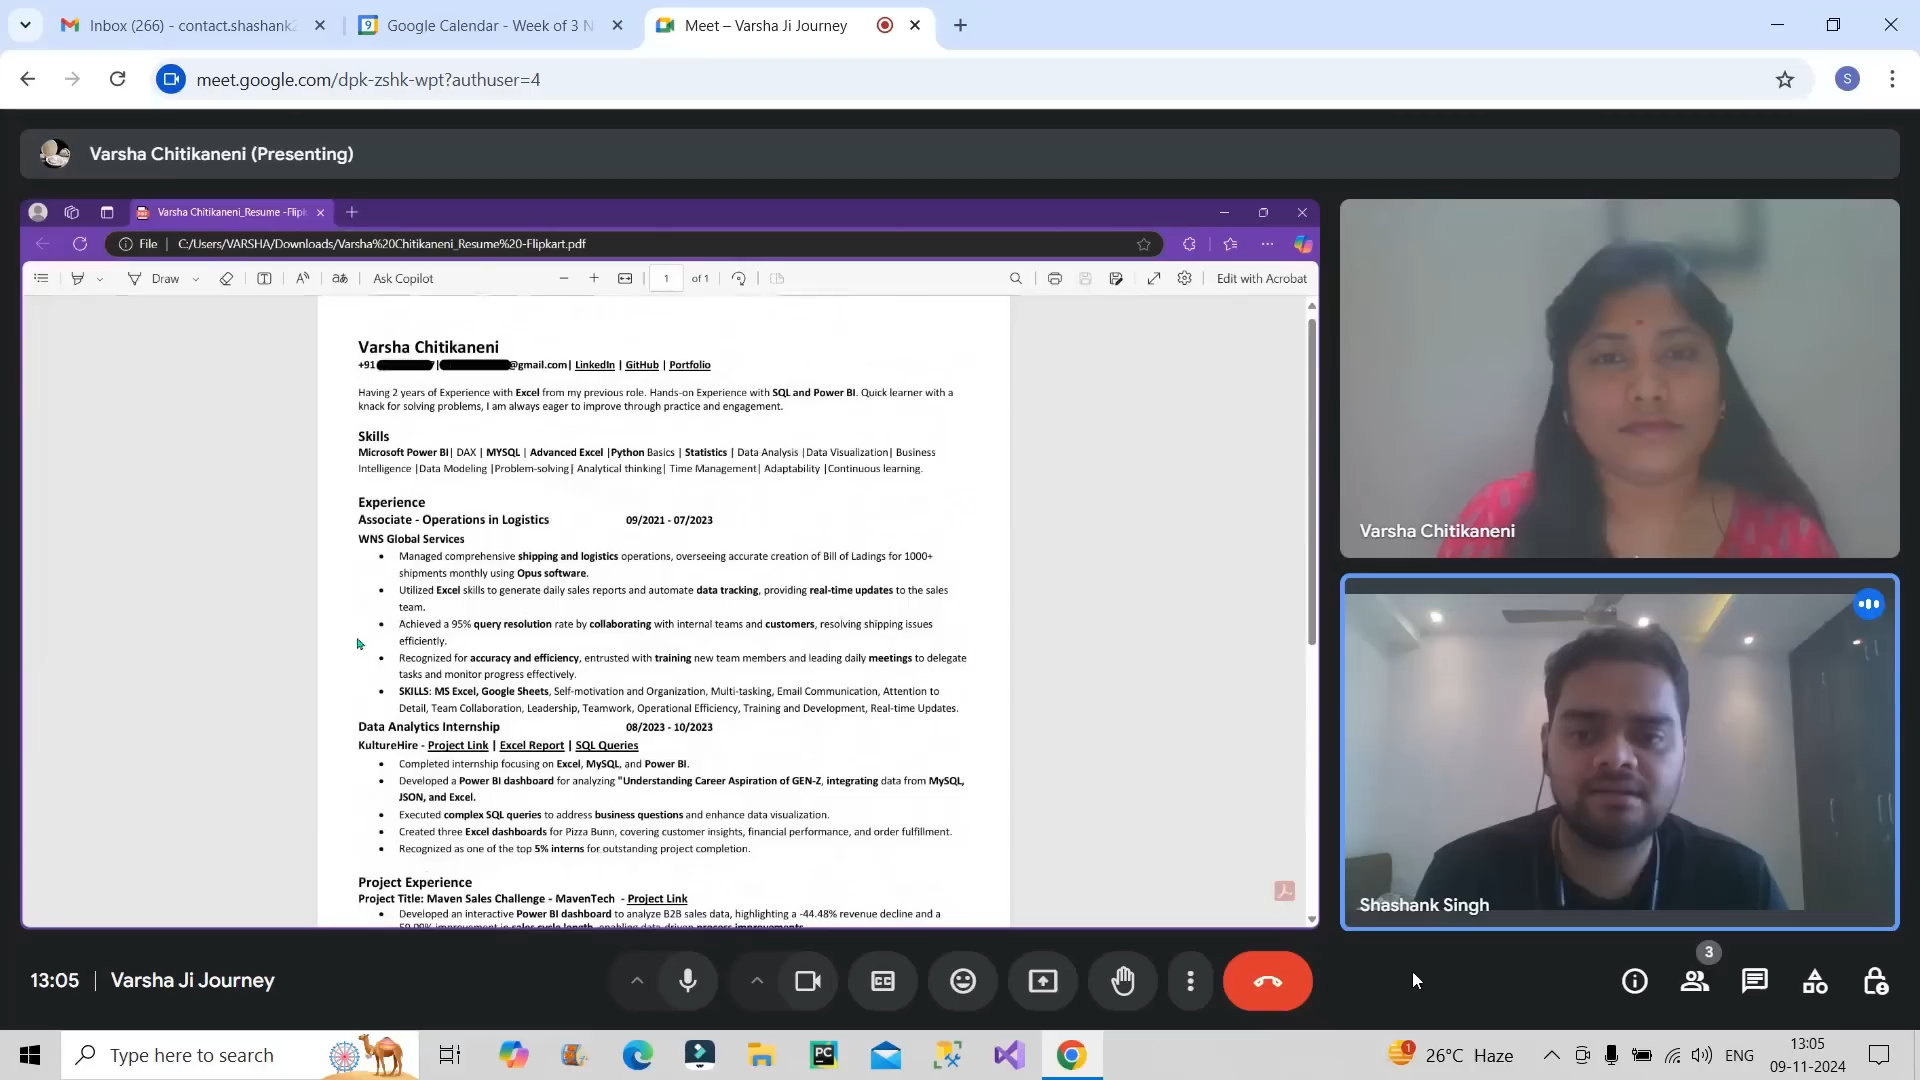 Inbox (266) - contact.shashank2
Google Calendar - Week of 3 N
Meet – Varsha Ji Journey
meet.google.com/dpk-zshk-wpt?authuser=4
S
Varsha Chitikaneni (Presenting)
Varsha Chitikaneni_Resume -Flipk
File | C:/Users/VARSHA/Downloads/Varsha%20Chitikaneni_Resume%20-Flipkart.pdf
Draw
Ask Copilot
1 of 1
Edit with Acrobat
Varsha Chitikaneni
+91 @gmail.com| LinkedIn | GitHub | Portfolio
Having 2 years of Experience with Excel from my previous role. Hands-on Experience with SQL and Power BI. Quick learner with a
knack for solving problems, I am always eager to improve through practice and engagement.
Skills
Microsoft Power BI| DAX | MYSQL | Advanced Excel |Python Basics | Statistics | Data Analysis |Data Visualization| Business
Intelligence |Data Modeling |Problem-solving| Analytical thinking| Time Management| Adaptability |Continuous learning.
Experience
Associate - Operations in Logistics 09/2021 - 07/2023
WNS Global Services
• Managed comprehensive shipping and logistics operations, overseeing accurate creation of Bill of Ladings for 1000+
shipments monthly using Opus software.
• Utilized Excel skills to generate daily sales reports and automate data tracking, providing real-time updates to the sales
team.
• Achieved a 95% query resolution rate by collaborating with internal teams and customers, resolving shipping issues
efficiently.
• Recognized for accuracy and efficiency, entrusted with training new team members and leading daily meetings to delegate
tasks and monitor progress effectively.
• SKILLS: MS Excel, Google Sheets, Self-motivation and Organization, Multi-tasking, Email Communication, Attention to
Detail, Team Collaboration, Leadership, Teamwork, Operational Efficiency, Training and Development, Real-time Updates.
Data Analytics Internship 08/2023 - 10/2023
KultureHire - Project Link | Excel Report | SQL Queries
• Completed internship focusing on Excel, MySQL, and Power BI.
• Developed a Power BI dashboard for analyzing "Understanding Career Aspiration of GEN-Z, integrating data from MySQL,
JSON, and Excel.
• Executed complex SQL queries to address business questions and enhance data visualization.
• Created three Excel dashboards for Pizza Bunn, covering customer insights, financial performance, and order fulfillment.
• Recognized as one of the top 5% interns for outstanding project completion.
Project Experience
Project Title: Maven Sales Challenge - MavenTech - Project Link
• Developed an interactive Power BI dashboard to analyze B2B sales data, highlighting a -44.48% revenue decline and a
improvement in sales cycle length, enabling data-driven process improvements.
Varsha Chitikaneni
Shashank Singh
13:05 | Varsha Ji Journey
3
Type here to search
1
26°C Haze
ENG
13:05
09-11-2024